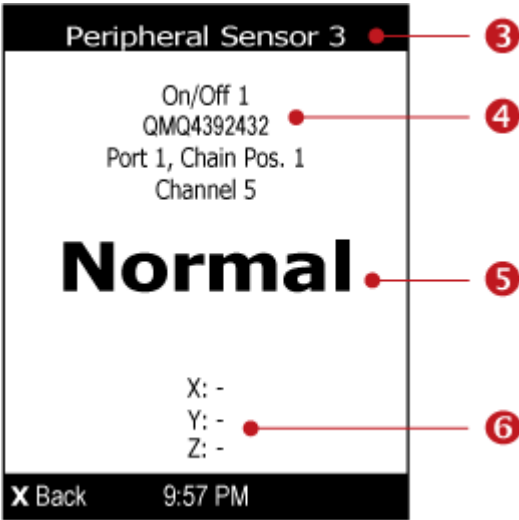 Peripheral Sensor 3
3
On/Off 1
QMQ4392432
4
Port 1, Chain Pos. 1
Channel 5
Normal
5
X: -
Y: -
6
Z: -
X Back 9:57 PM